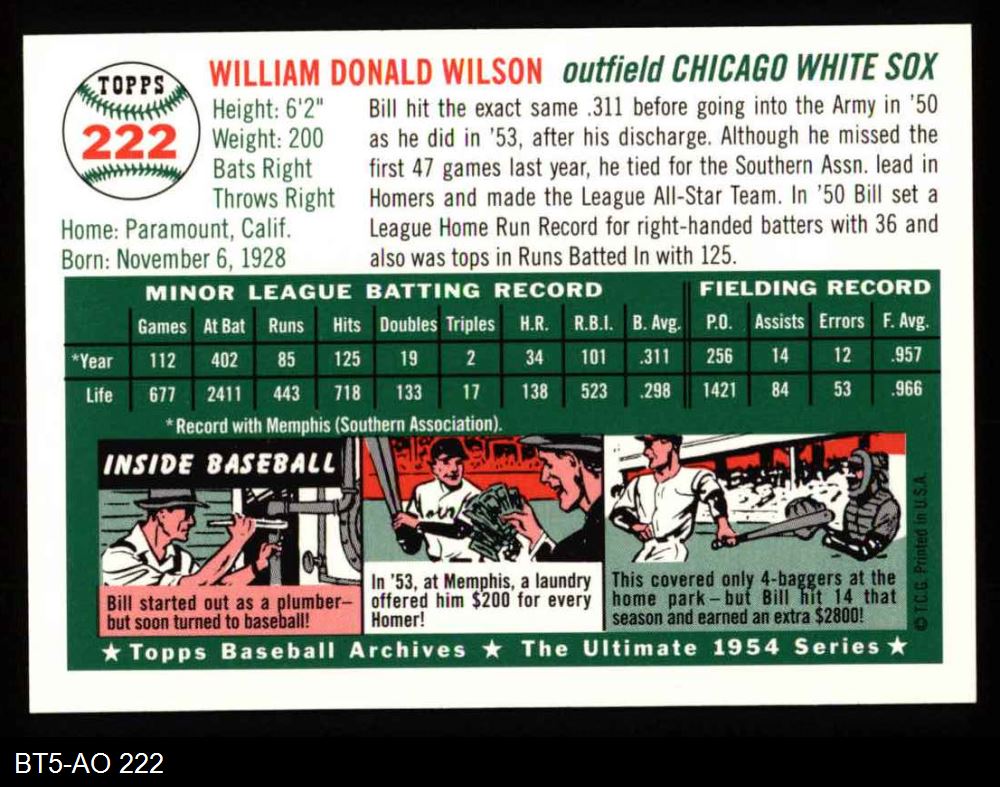 TOPPS
222
WILLIAM DONALD WILSON outfield CHICAGO WHITE SOX
Height: 6'2"
Weight: 200
Bats Right
Throws Right
Home: Paramount, Calif.
Born: November 6, 1928
Bill hit the exact same .311 before going into the Army in '50
as he did in '53, after his discharge. Although he missed the
first 47 games last year, he tied for the Southern Assn. lead in
Homers and made the League All-Star Team. In '50 Bill set a
League Home Run Record for right-handed batters with 36 and
also was tops in Runs Batted In with 125.
MINOR LEAGUE BATTING RECORD FIELDING RECORD
Games At Bat Runs Hits Doubles Triples H.R. R.B.I. B. Avg. P.O. Assists Errors F. Avg.
*Year 112 402 85 125 19 2 34 101 .311 256 14 12 .957
Life 677 2411 443 718 133 17 138 523 .298 1421 84 53 .966
*Record with Memphis (Southern Association).
INSIDE BASEBALL
Bill started out as a plumber—
but soon turned to baseball!
In '53, at Memphis, a laundry
offered him $200 for every
Homer!
This covered only 4-baggers at the
home park—but Bill hit 14 that
season and earned an extra $2800!
© T.C.G. Printed in U.S.A.
★ Topps Baseball Archives ★ The Ultimate 1954 Series ★
BT5-AO 222